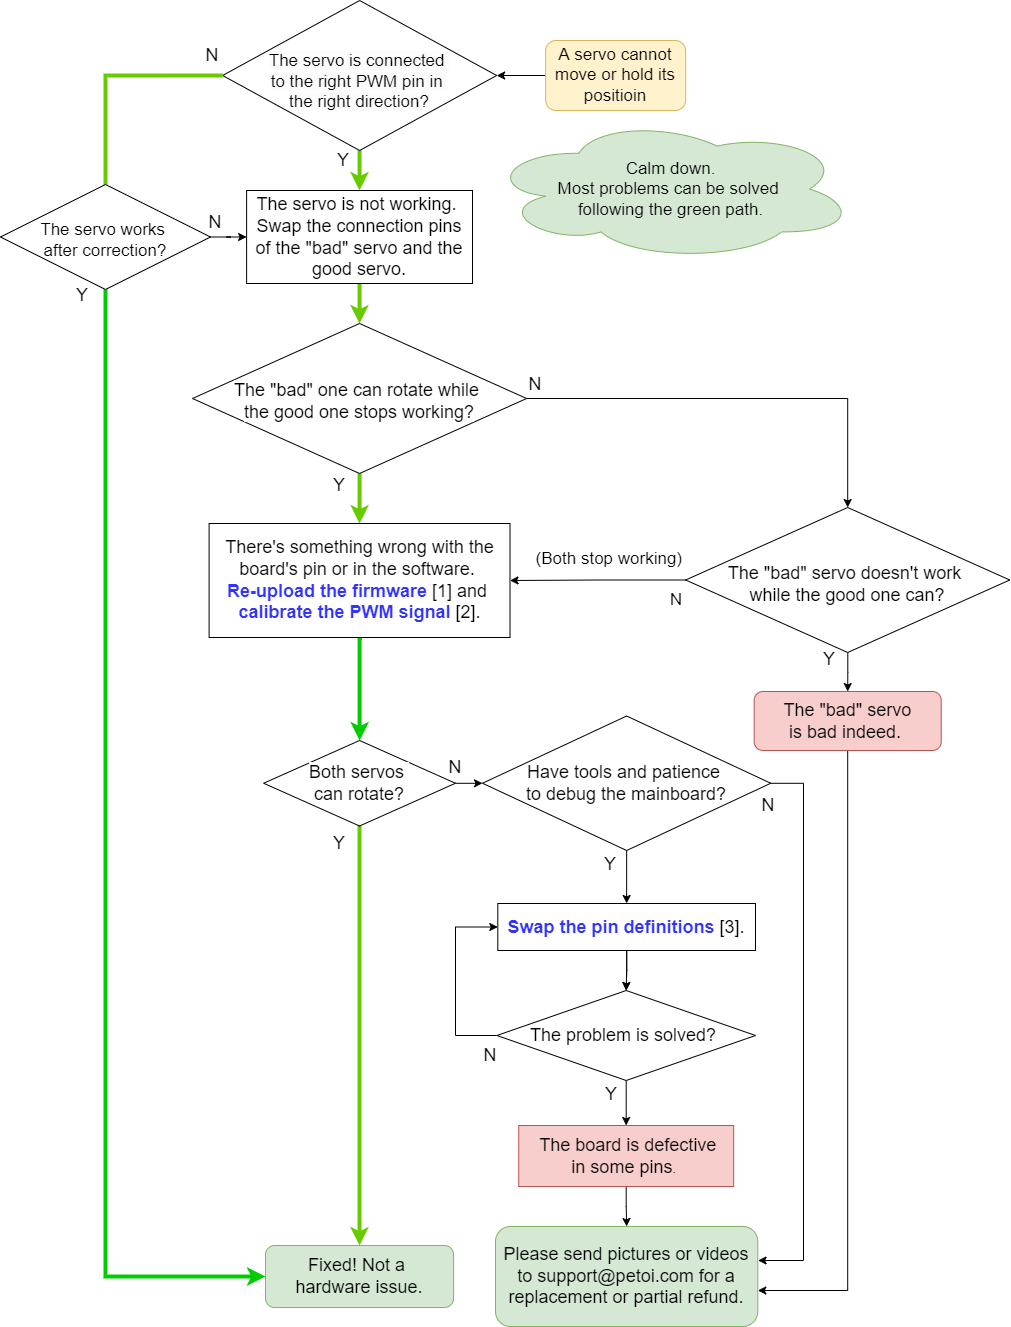 A servo cannot
move or hold its
positioin
The servo is connected
to the right PWM pin in
the right direction?
N
Y
Calm down.
Most problems can be solved
following the green path.
The servo works
after correction?
N
Y
The servo is not working.
Swap the connection pins
of the "bad" servo and the
good servo.
The "bad" one can rotate while
the good one stops working?
N
Y
There's something wrong with the
board's pin or in the software.
Re-upload the firmware [1] and
calibrate the PWM signal [2].
(Both stop working)
N
The "bad" servo doesn't work
while the good one can?
Y
The "bad" servo
is bad indeed.
Both servos
can rotate?
N
Y
Have tools and patience
to debug the mainboard?
N
Y
Swap the pin definitions [3].
The problem is solved?
N
Y
The board is defective
in some pins.
Fixed! Not a
hardware issue.
Please send pictures or videos
to support@petoi.com for a
replacement or partial refund.